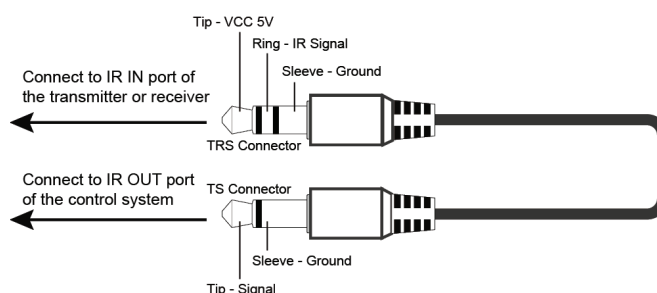 Tip - VCC 5V
Ring - IR Signal
Sleeve - Ground
Connect to IR IN port of
the transmitter or receiver
TRS Connector
Connect to IR OUT port
of the control system
TS Connector
Sleeve - Ground
Tip - Signal